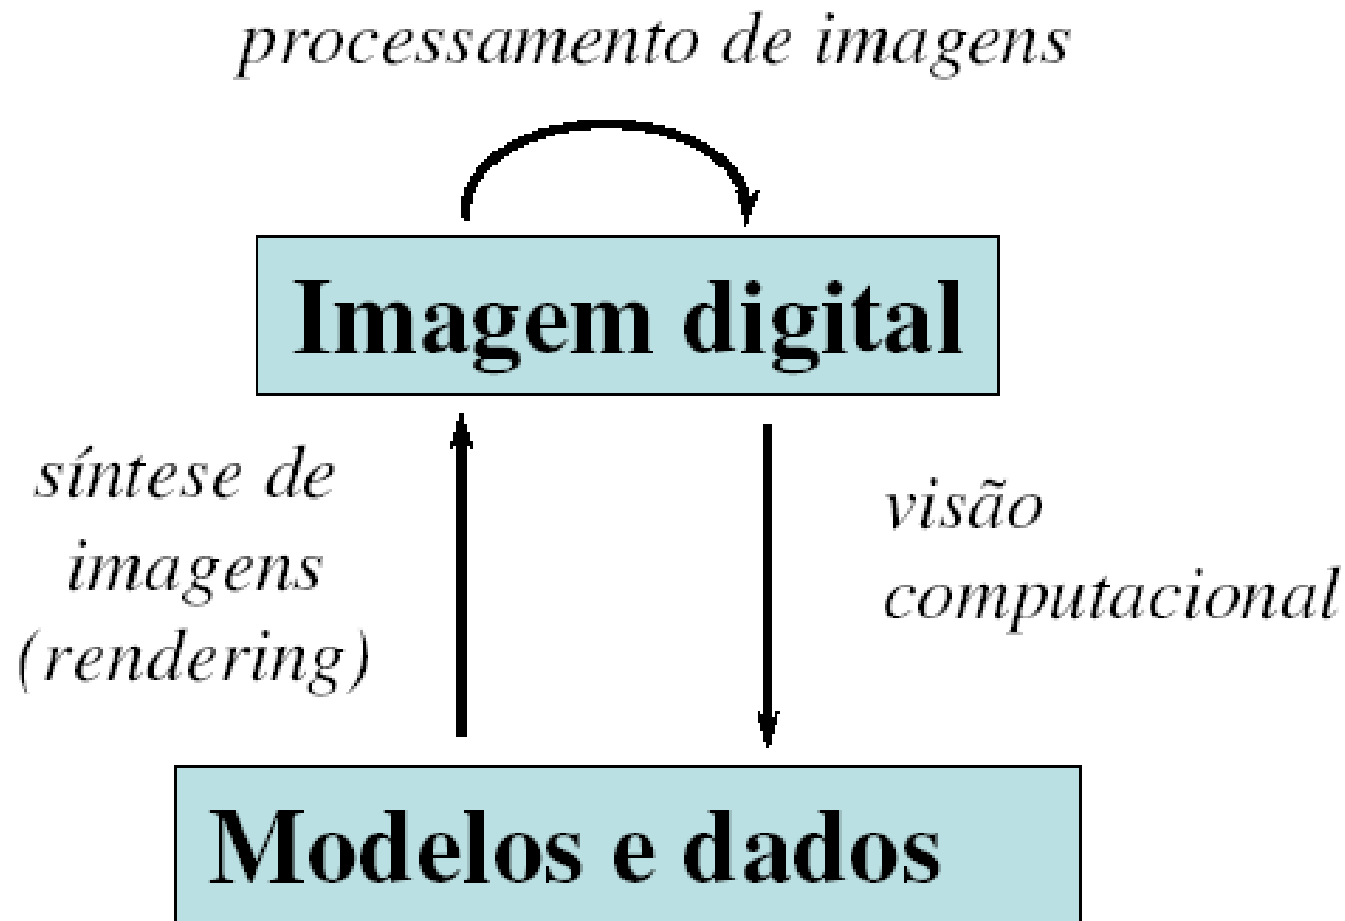 processamento de imagens
Imagem digital
síntese de
imagens
(rendering)
visão
computacional
Modelos e dados